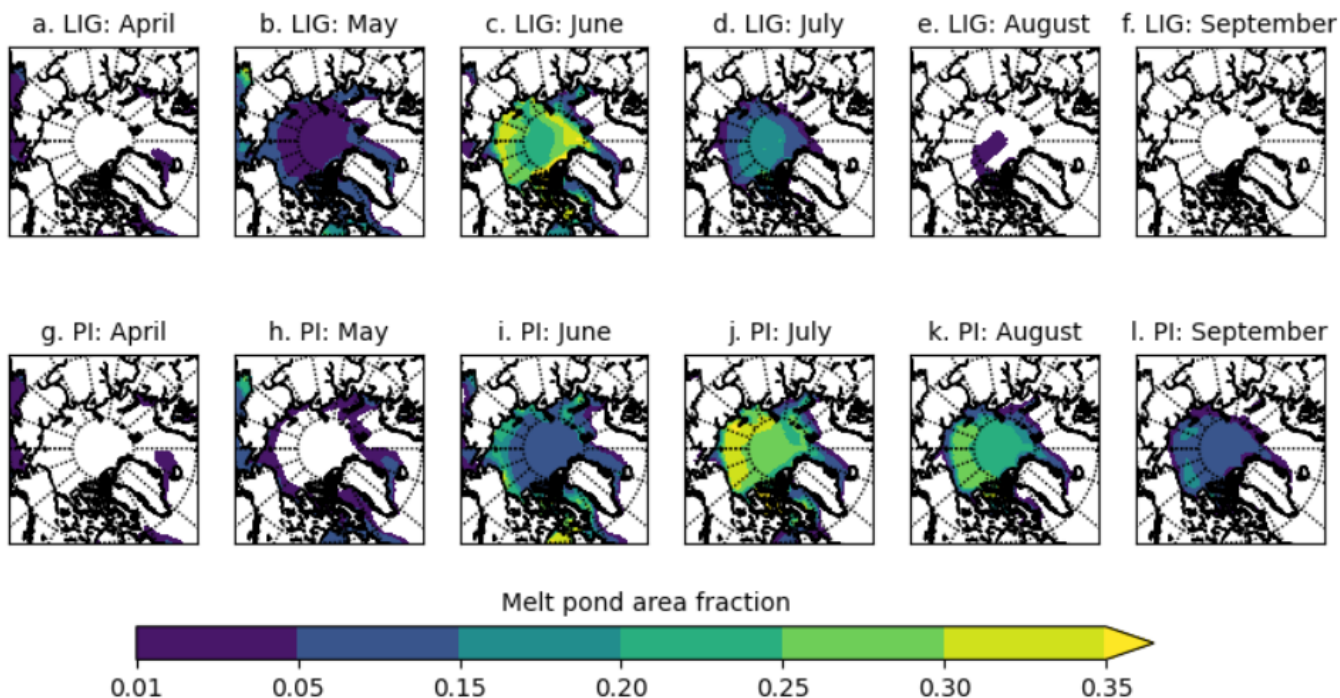 a. LIG: April b. LIG: May c. LIG: June d. LIG: July e. LIG: August f. LIG: September
g. PI: April h. PI: May i. PI: June j. PI: July k. PI: August l. PI: September
Melt pond area fraction
0.01 0.05 0.15 0.20 0.25 0.30 0.35